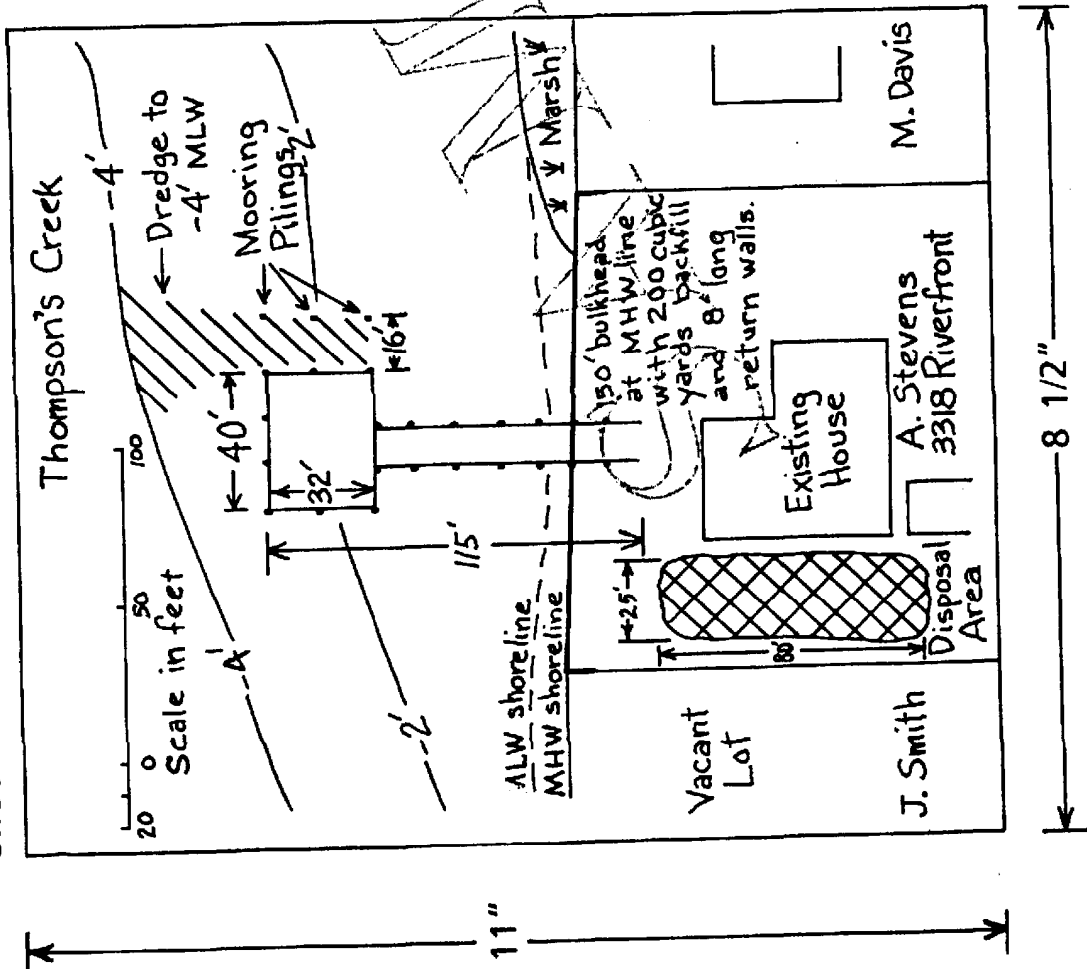 Thompson's Creek
-4'
Dredge to
-4' MLW
Mooring
Pilings
-2'
20
0
50
100
Scale in feet
-4'
-2'
40'
32'
16'
115'
ALW shoreline
MHW shoreline
Marsh
150' bulkhead
at MHW line
with 200 cubic
yards backfill
and 8' long
return walls.
25'
80'
Disposal
Area
Existing
House
Vacant
Lot
J. Smith
A. Stevens
3318 Riverfront
M. Davis
11"
8 1/2"